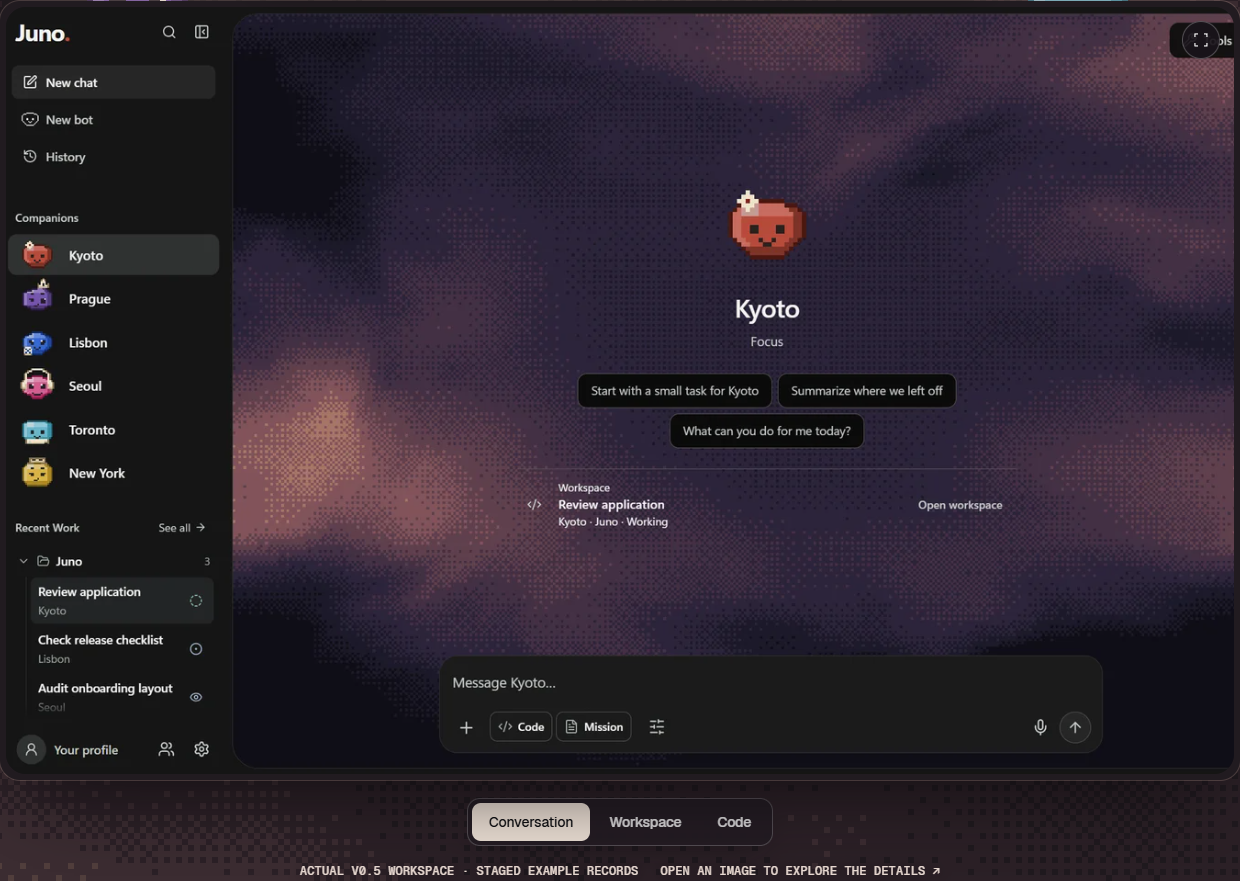 Juno.
New chat
New bot
History
Companions
Kyoto
Prague
Lisbon
Seoul
Toronto
New York
Recent Work
See all →
Juno
3
Review application
Kyoto
Check release checklist
Lisbon
Audit onboarding layout
Seoul
Your profile
Kyoto
Focus
Start with a small task for Kyoto
Summarize where we left off
What can you do for me today?
Workspace
Review application
Kyoto · Juno · Working
Open workspace
Message Kyoto...
</> Code
Mission
Conversation
Workspace
Code
ACTUAL V0.5 WORKSPACE · STAGED EXAMPLE RECORDS
OPEN AN IMAGE TO EXPLORE THE DETAILS ↗